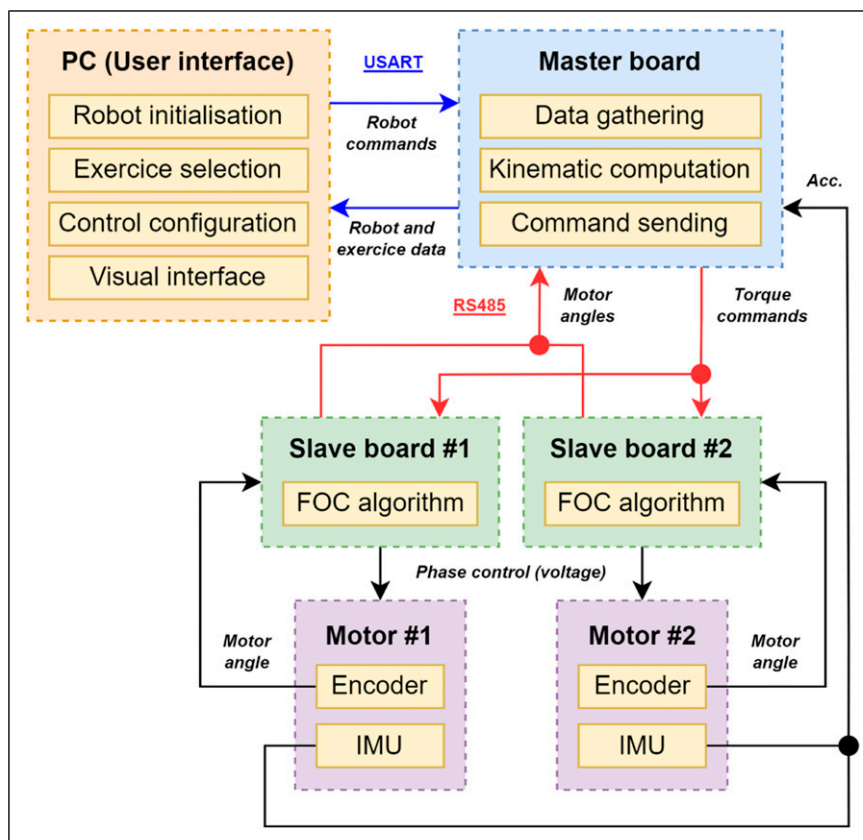 PC (User interface)
Robot initialisation
Exercice selection
Control configuration
Visual interface
USART
Robot
commands
Robot and
exercice data
Master board
Data gathering
Kinematic computation
Command sending
Acc.
RS485
Motor
angles
Torque
commands
Slave board #1
FOC algorithm
Slave board #2
FOC algorithm
Phase control (voltage)
Motor
angle
Motor #1
Encoder
IMU
Motor #2
Encoder
IMU
Motor
angle